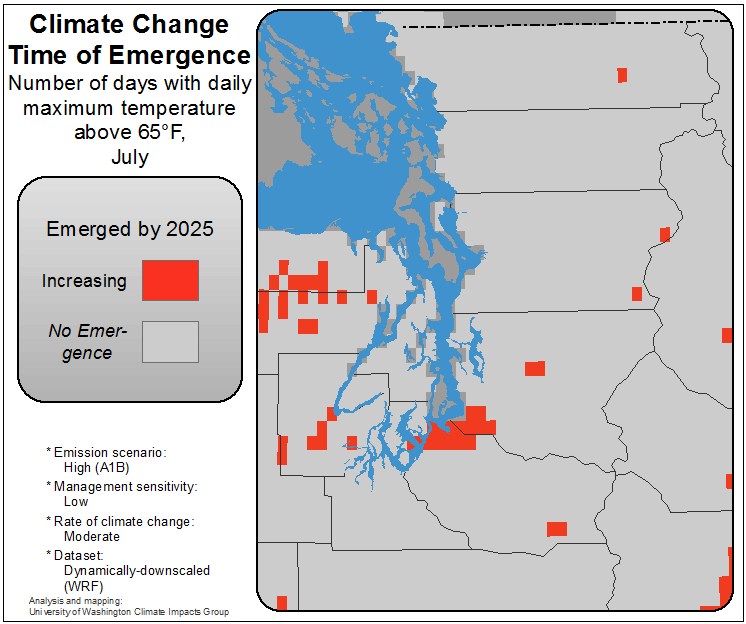 Climate Change
Time of Emergence
Number of days with daily
maximum temperature
above 65°F,
July
Emerged by 2025
Increasing
No Emer-
gence
* Emission scenario:
High (A1B)
* Management sensitivity:
Low
* Rate of climate change:
Moderate
* Dataset:
Dynamically-downscaled
(WRF)
Analysis and mapping:
University of Washington Climate Impacts Group